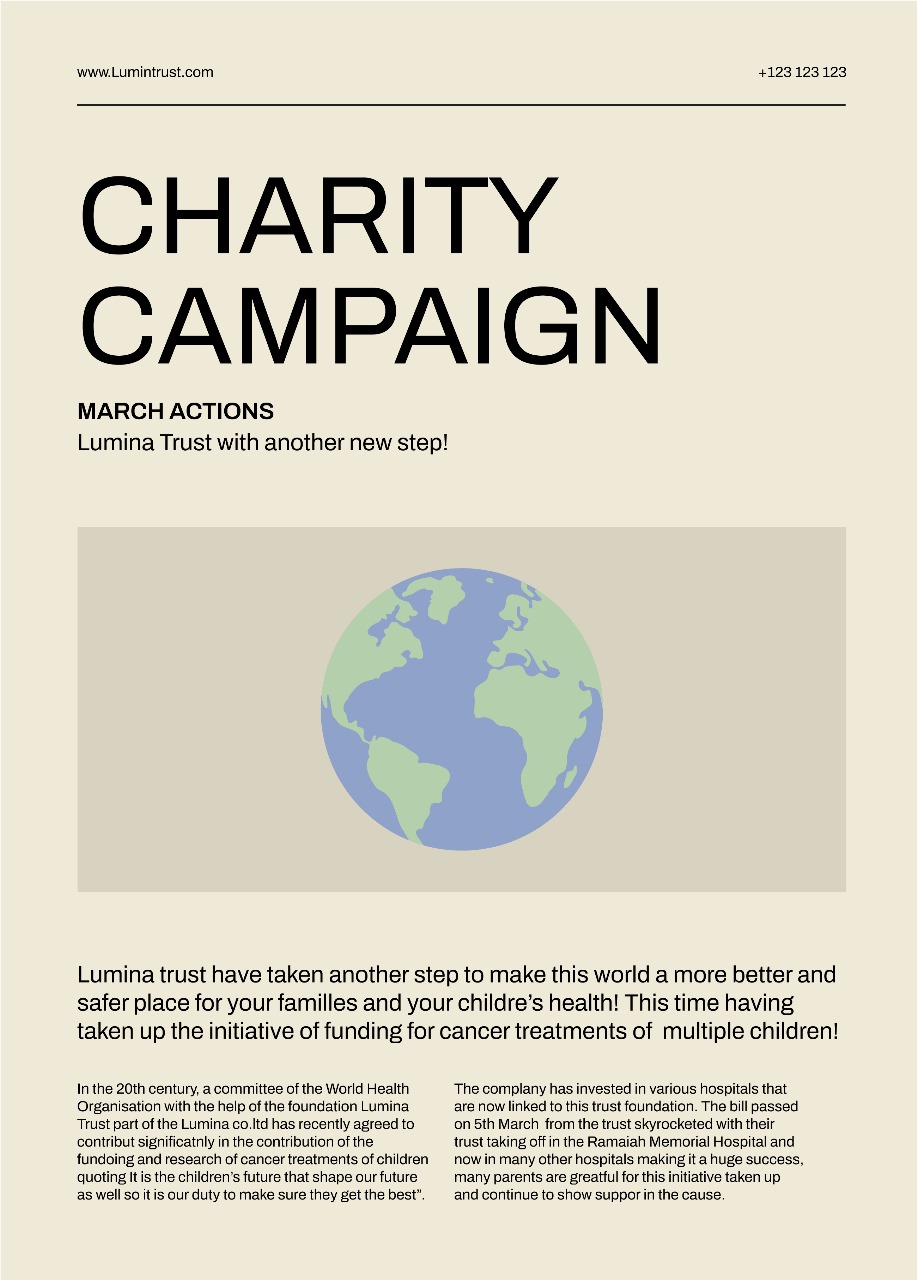 www.Lumintrust.com
+123 123 123
CHARITY
CAMPAIGN
MARCH ACTIONS
Lumina Trust with another new step!
Lumina trust have taken another step to make this world a more better and
safer place for your familles and your childre’s health! This time having
taken up the initiative of funding for cancer treatments of  multiple children!
In the 20th century, a committee of the World Health
Organisation with the help of the foundation Lumina
Trust part of the Lumina co.ltd has recently agreed to
contribut significatnly in the contribution of the
fundoing and research of cancer treatments of children
quoting It is the children’s future that shape our future
as well so it is our duty to make sure they get the best”.
The complany has invested in various hospitals that
are now linked to this trust foundation. The bill passed
on 5th March  from the trust skyrocketed with their
trust taking off in the Ramaiah Memorial Hospital and
now in many other hospitals making it a huge success,
many parents are greatful for this initiative taken up
and continue to show suppor in the cause.